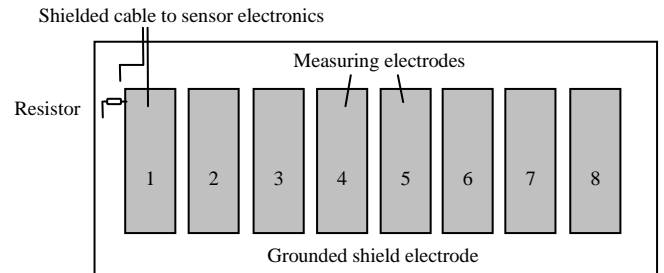 Shielded cable to sensor electronics
Measuring electrodes
Resistor
1 2 3 4 5 6 7 8
Grounded shield electrode